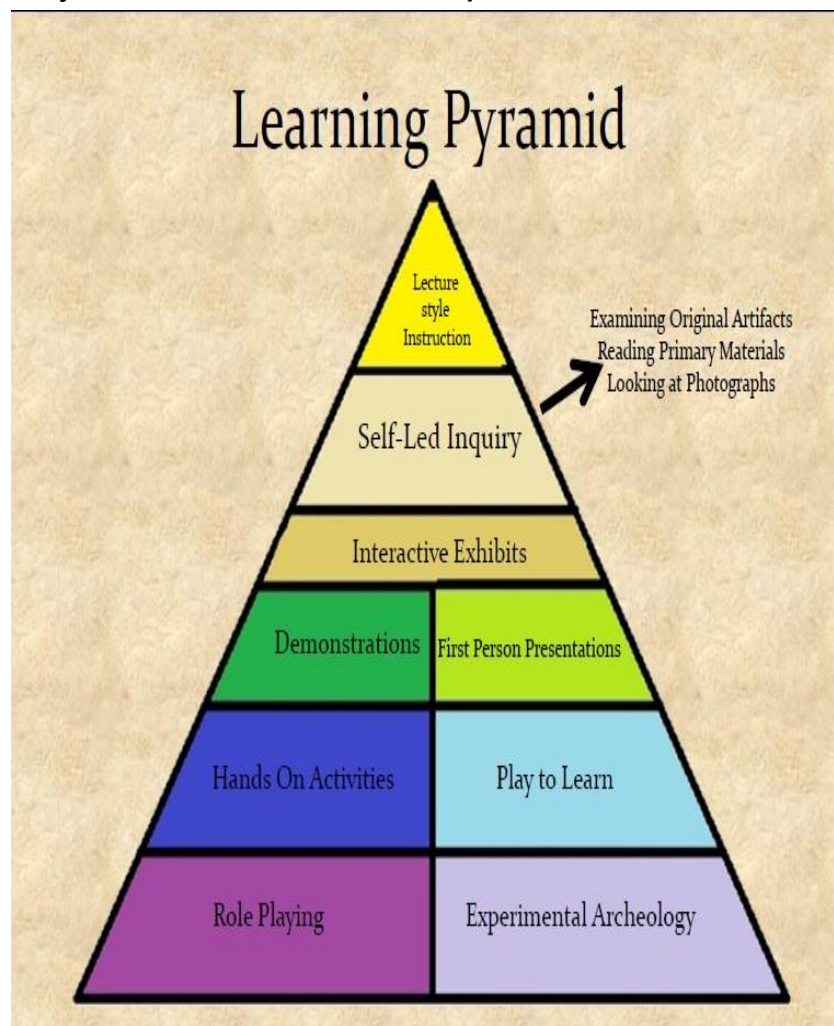 Learning Pyramid
Lecture
style
Instruction
Examining Original Artifacts
Reading Primary Materials
Looking at Photographs
Self-Led Inquiry
Interactive Exhibits
Demonstrations
First Person Presentations
Hands On Activities
Play to Learn
Role Playing
Experimental Archeology